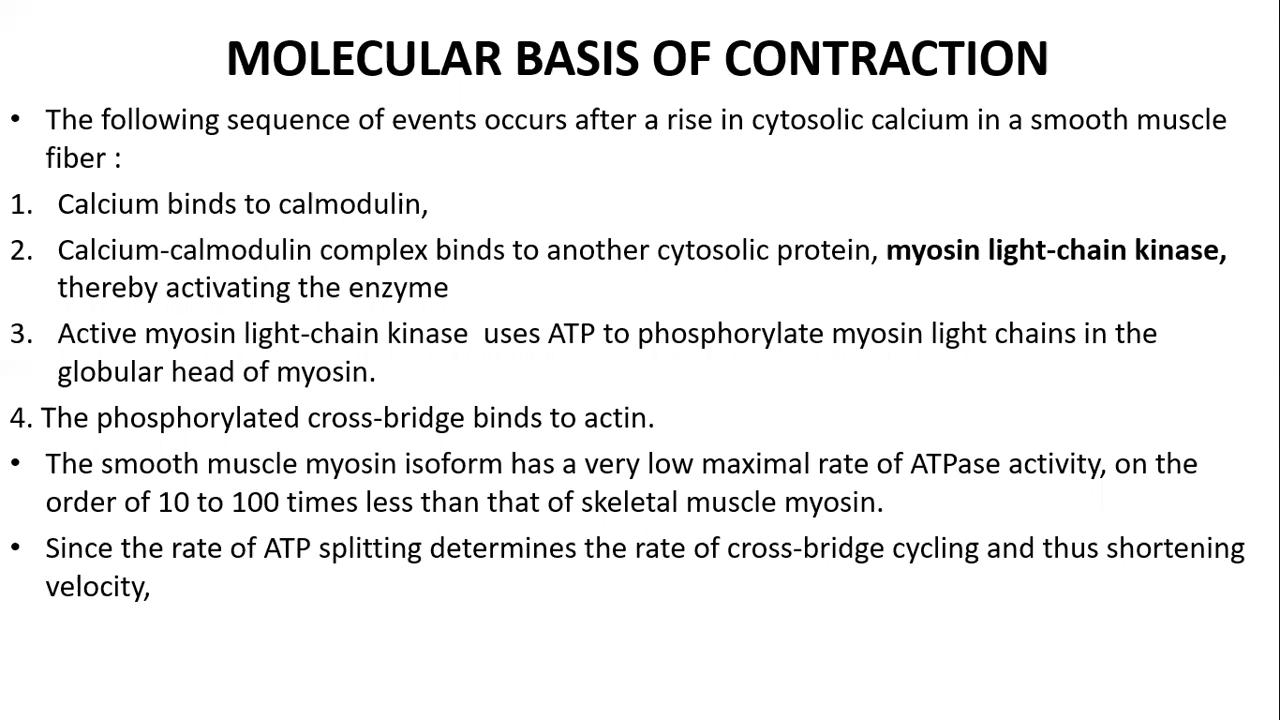 MOLECULAR BASIS OF CONTRACTION
• The following sequence of events occurs after a rise in cytosolic calcium in a smooth muscle
fiber :
1. Calcium binds to calmodulin,
2. Calcium-calmodulin complex binds to another cytosolic protein, myosin light-chain kinase,
thereby activating the enzyme
3. Active myosin light-chain kinase  uses ATP to phosphorylate myosin light chains in the
globular head of myosin.
4. The phosphorylated cross-bridge binds to actin.
• The smooth muscle myosin isoform has a very low maximal rate of ATPase activity, on the
order of 10 to 100 times less than that of skeletal muscle myosin.
• Since the rate of ATP splitting determines the rate of cross-bridge cycling and thus shortening
velocity,